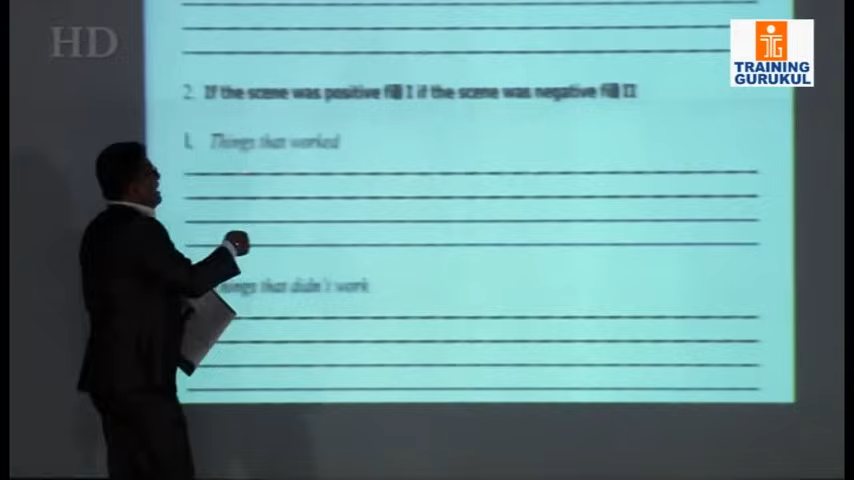 HD
TRAINING
GURUKUL
2. If the scene was positive fill I if the scene was negative fill II
I. Things that worked
things that didn't work